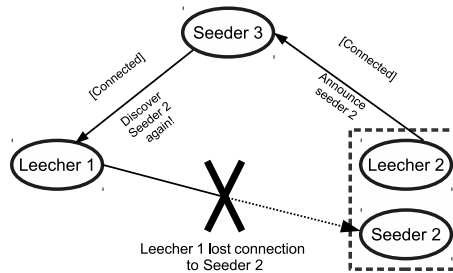 Seeder 3
[Connected]
[Connected]
Discover
Seeder 2
again!
Announce
seeder 2
Leecher 1
Leecher 2
Seeder 2
Leecher 1 lost connection
to Seeder 2